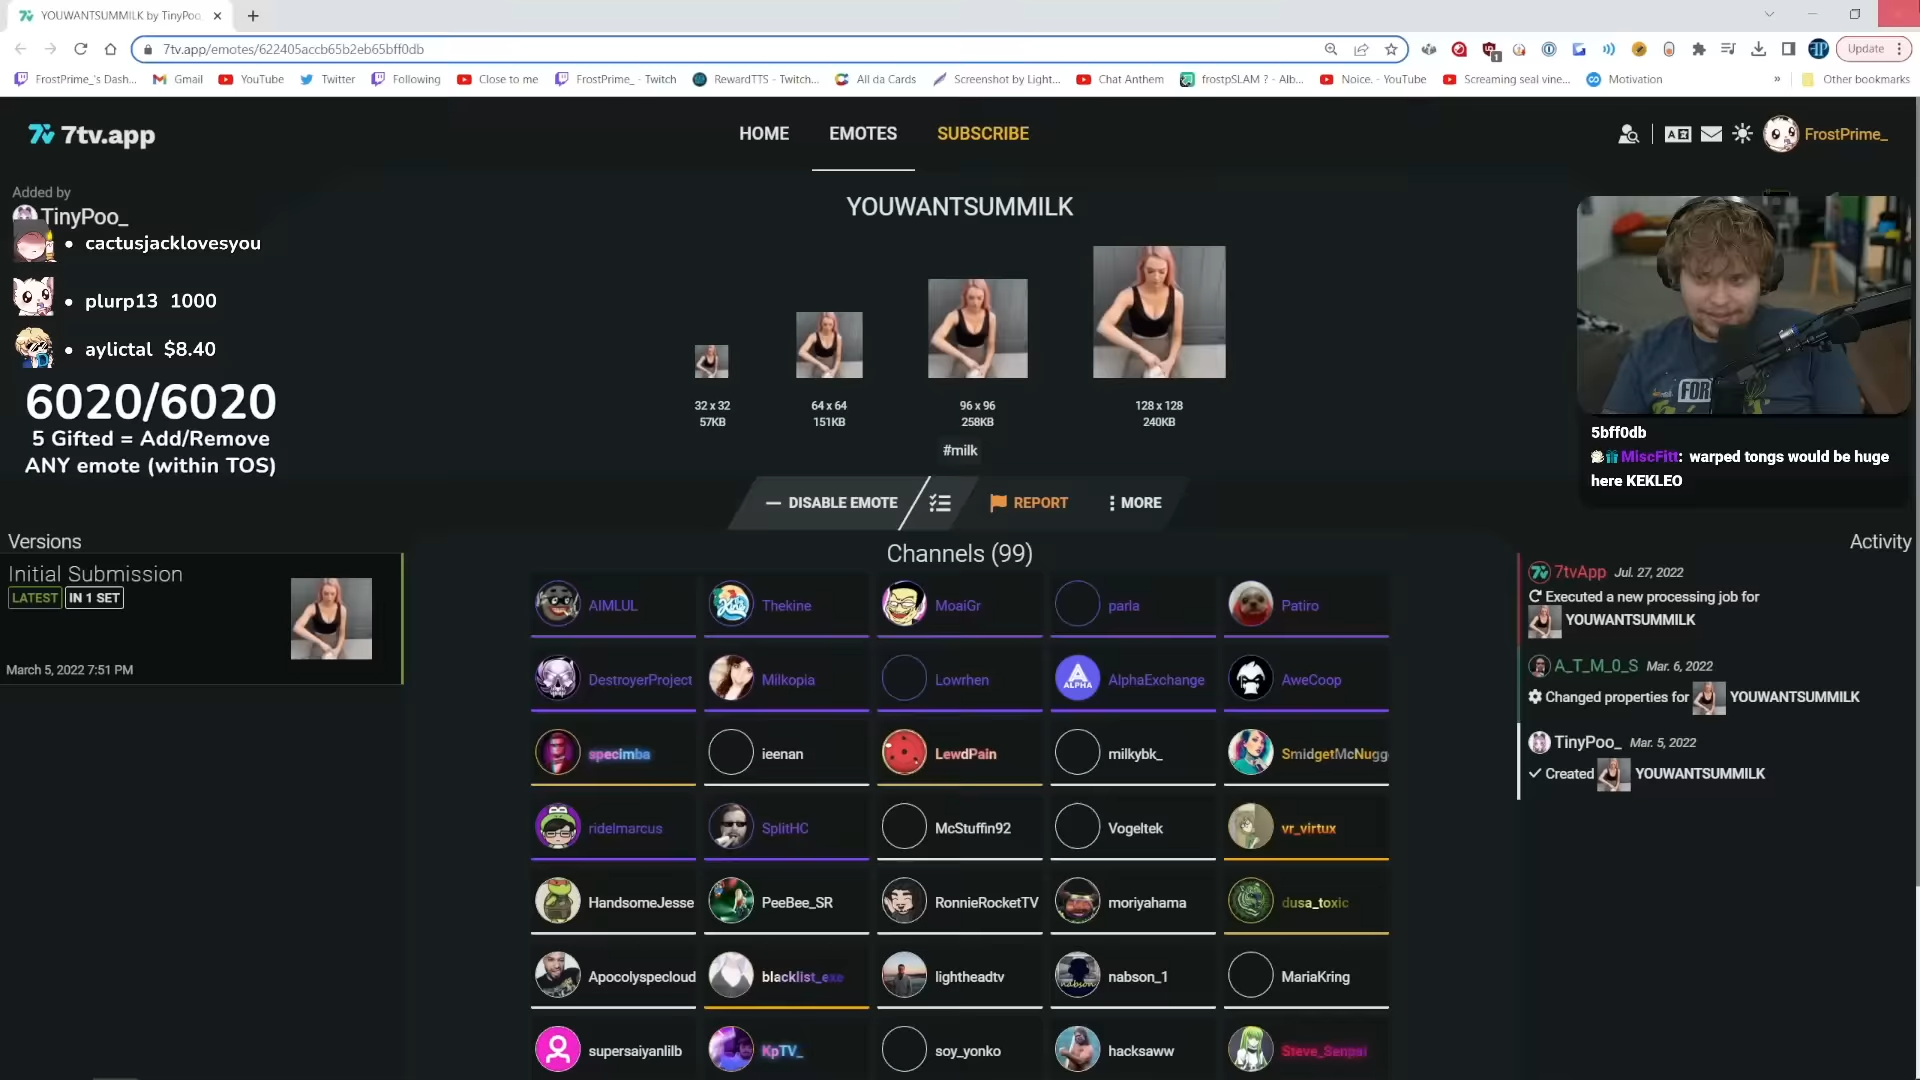 YOUWANTSUMMILK by TinyPoo_
7tv.app/emotes/622405accb65b2eb65bff0db
Update
FrostPrime_'s Dash...
Gmail
YouTube
Twitter
Following
Close to me
FrostPrime_ - Twitch
RewardTTS - Twitch...
All da Cards
Screenshot by Light...
Chat Anthem
frostpSLAM ? - Alb...
Noice. - YouTube
Screaming seal vine...
Motivation
»
Other bookmarks
7tv.app
HOME
EMOTES
SUBSCRIBE
FrostPrime_
Added by
TinyPoo_
• cactusjacklovesyou
• plurp13 1000
• aylictal $8.40
6020/6020
5 Gifted = Add/Remove
ANY emote (within TOS)
YOUWANTSUMMILK
32 x 32
57KB
64 x 64
151KB
96 x 96
258KB
128 x 128
240KB
#milk
DISABLE EMOTE
REPORT
MORE
FOR
5bff0db
MiscFitt: warped tongs would be huge
here KEKLEO
Versions
Initial Submission
LATEST IN 1 SET
March 5, 2022 7:51 PM
Channels (99)
AIMLUL
Thekine
MoaiGr
parla
Patiro
DestroyerProject
Milkopia
Lowrhen
ALPHA
AlphaExchange
AweCoop
specimba
ieenan
LewdPain
milkybk_
SmidgetMcNugg
ridelmarcus
SplitHC
McStuffin92
Vogeltek
vr_virtux
HandsomeJesse
PeeBee_SR
RonnieRocketTV
moriyahama
dusa_toxic
Apocolyspecloud
blacklist_exe
lightheadtv
nabson
nabson_1
MariaKring
supersaiyanlilb
KpTV_
soy_yonko
hacksaww
Steve_Senpai
Activity
7tvApp Jul. 27, 2022
Executed a new processing job for
YOUWANTSUMMILK
A_T_M_0_S Mar. 6, 2022
Changed properties for YOUWANTSUMMILK
TinyPoo_ Mar. 5, 2022
Created YOUWANTSUMMILK